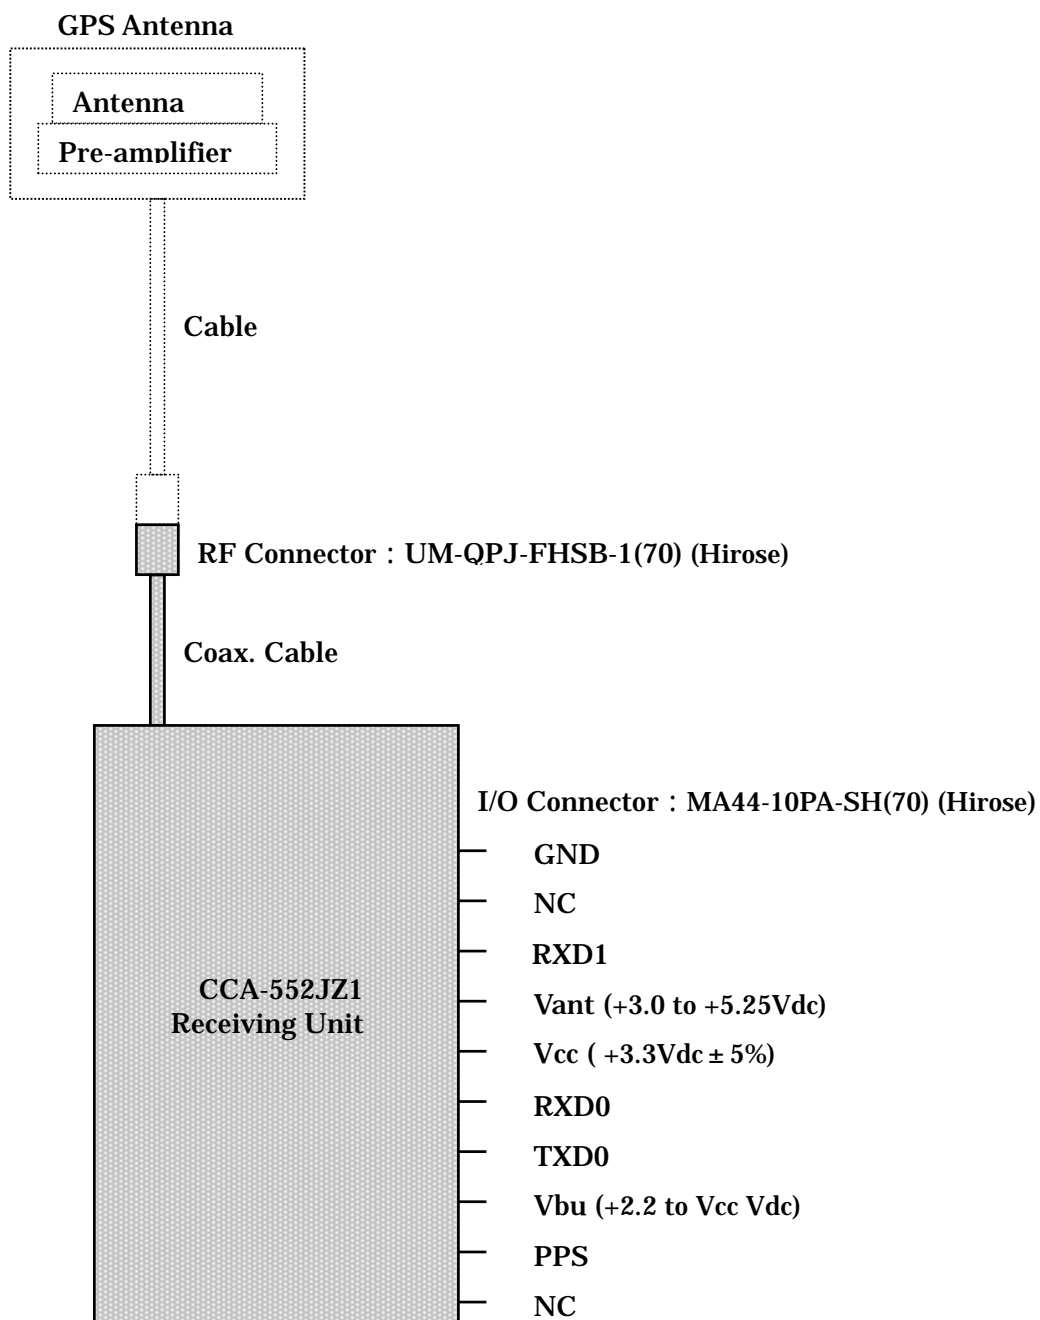 GPS Antenna
Antenna
Pre-amplifier
Cable
RF Connector : UM-QPJ-FHSB-1(70) (Hirose)
Coax. Cable
I/O Connector : MA44-10PA-SH(70) (Hirose)
GND
NC
RXD1
CCA-552JZ1
Receiving Unit
Vant (+3.0 to +5.25Vdc)
Vcc ( +3.3Vdc ± 5%)
RXD0
TXD0
Vbu (+2.2 to Vcc Vdc)
PPS
NC